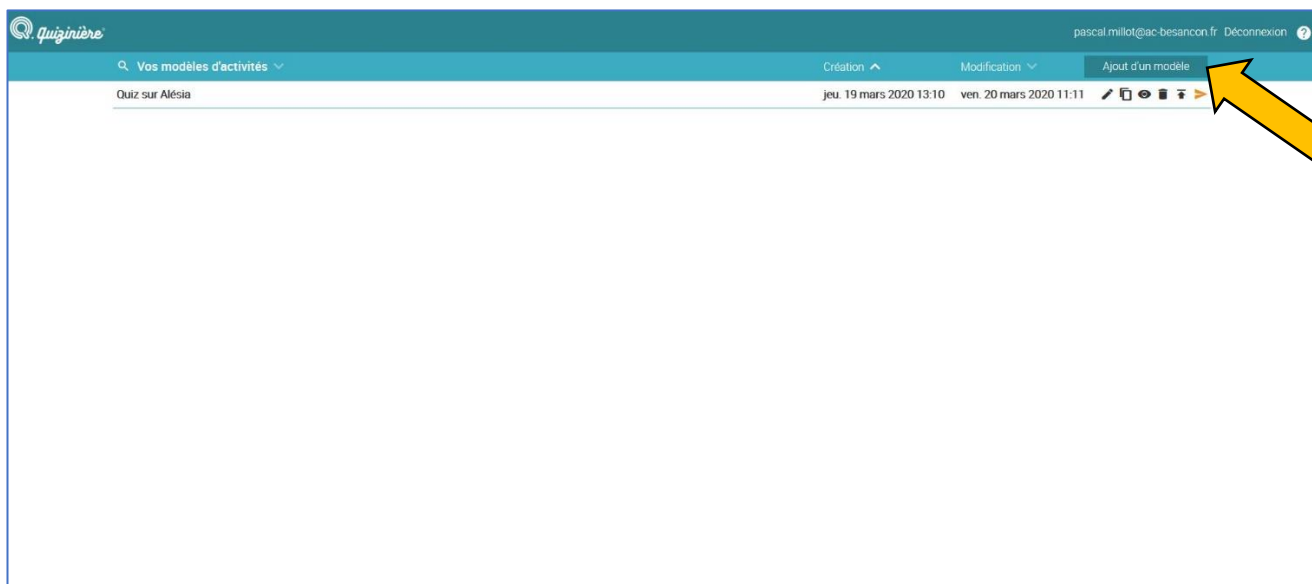 Quizinière
pascal.millot@ac-besancon.fr Déconnexion ?
Vos modèles d'activités Création Modification Ajout d'un modèle
Quiz sur Alésia jeu. 19 mars 2020 13:10 ven. 20 mars 2020 11:11